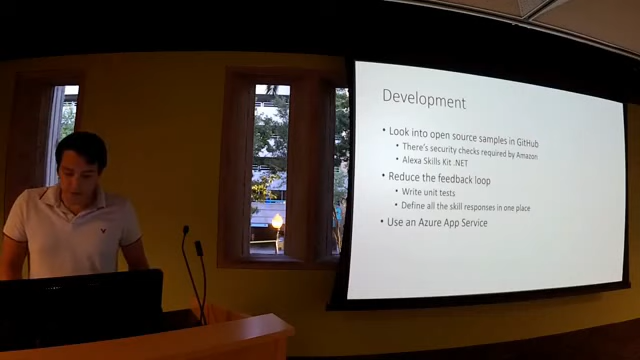 Development
• Look into open source samples in GitHub
• There's security checks required by Amazon
• Alexa Skills Kit .NET
• Reduce the feedback loop
• Write unit tests
• Define all the skill responses in one place
• Use an Azure App Service